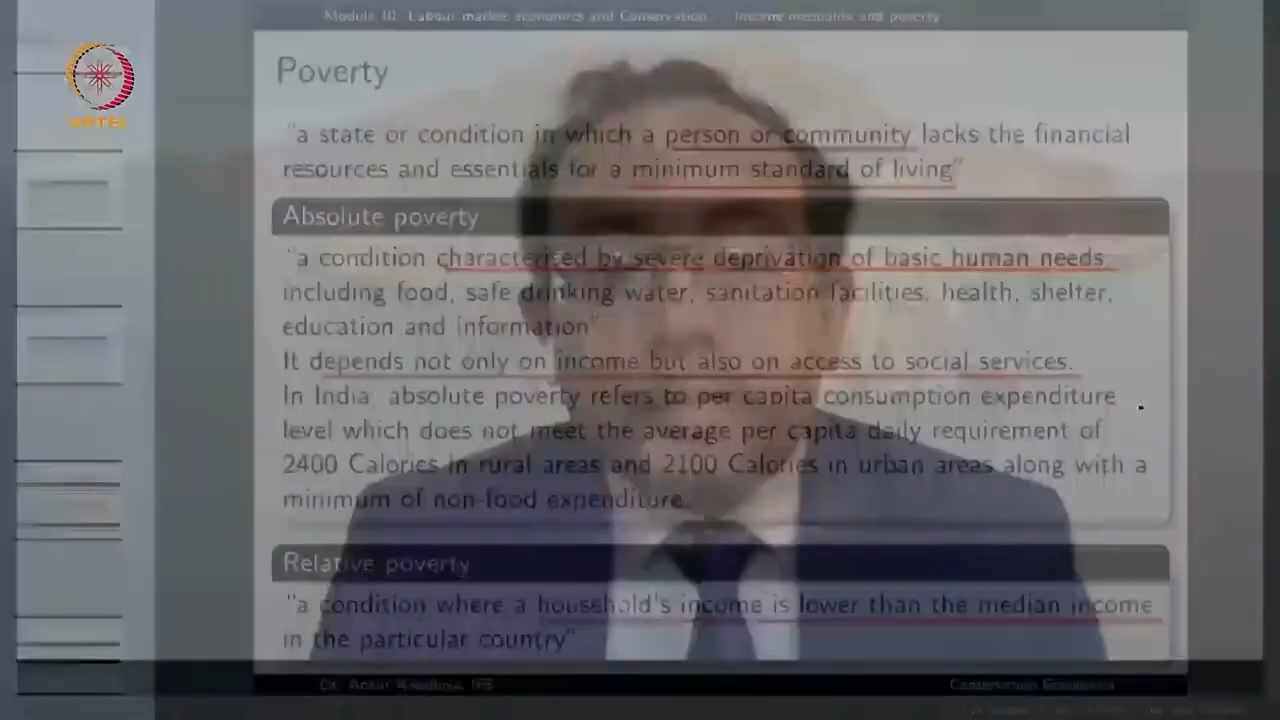 Module 10: Labour market economics and Conservation Income inequality and poverty
NPTEL
Poverty
"a state or condition in which a person or community lacks the financial
resources and essentials for a minimum standard of living"
Absolute poverty
"a condition characterised by severe deprivation of basic human needs,
including food, safe drinking water, sanitation facilities, health, shelter,
education and information"
It depends not only on income but also on access to social services.
In India, absolute poverty refers to per capita consumption expenditure
level which does not meet the average per capita daily requirement of
2400 Calories in rural areas and 2100 Calories in urban areas along with a
minimum of non-food expenditure.
Relative poverty
"a condition where a household's income is lower than the median income
in the particular country"
Dr. Ankur Awadhiya, IFS Conservation Economics